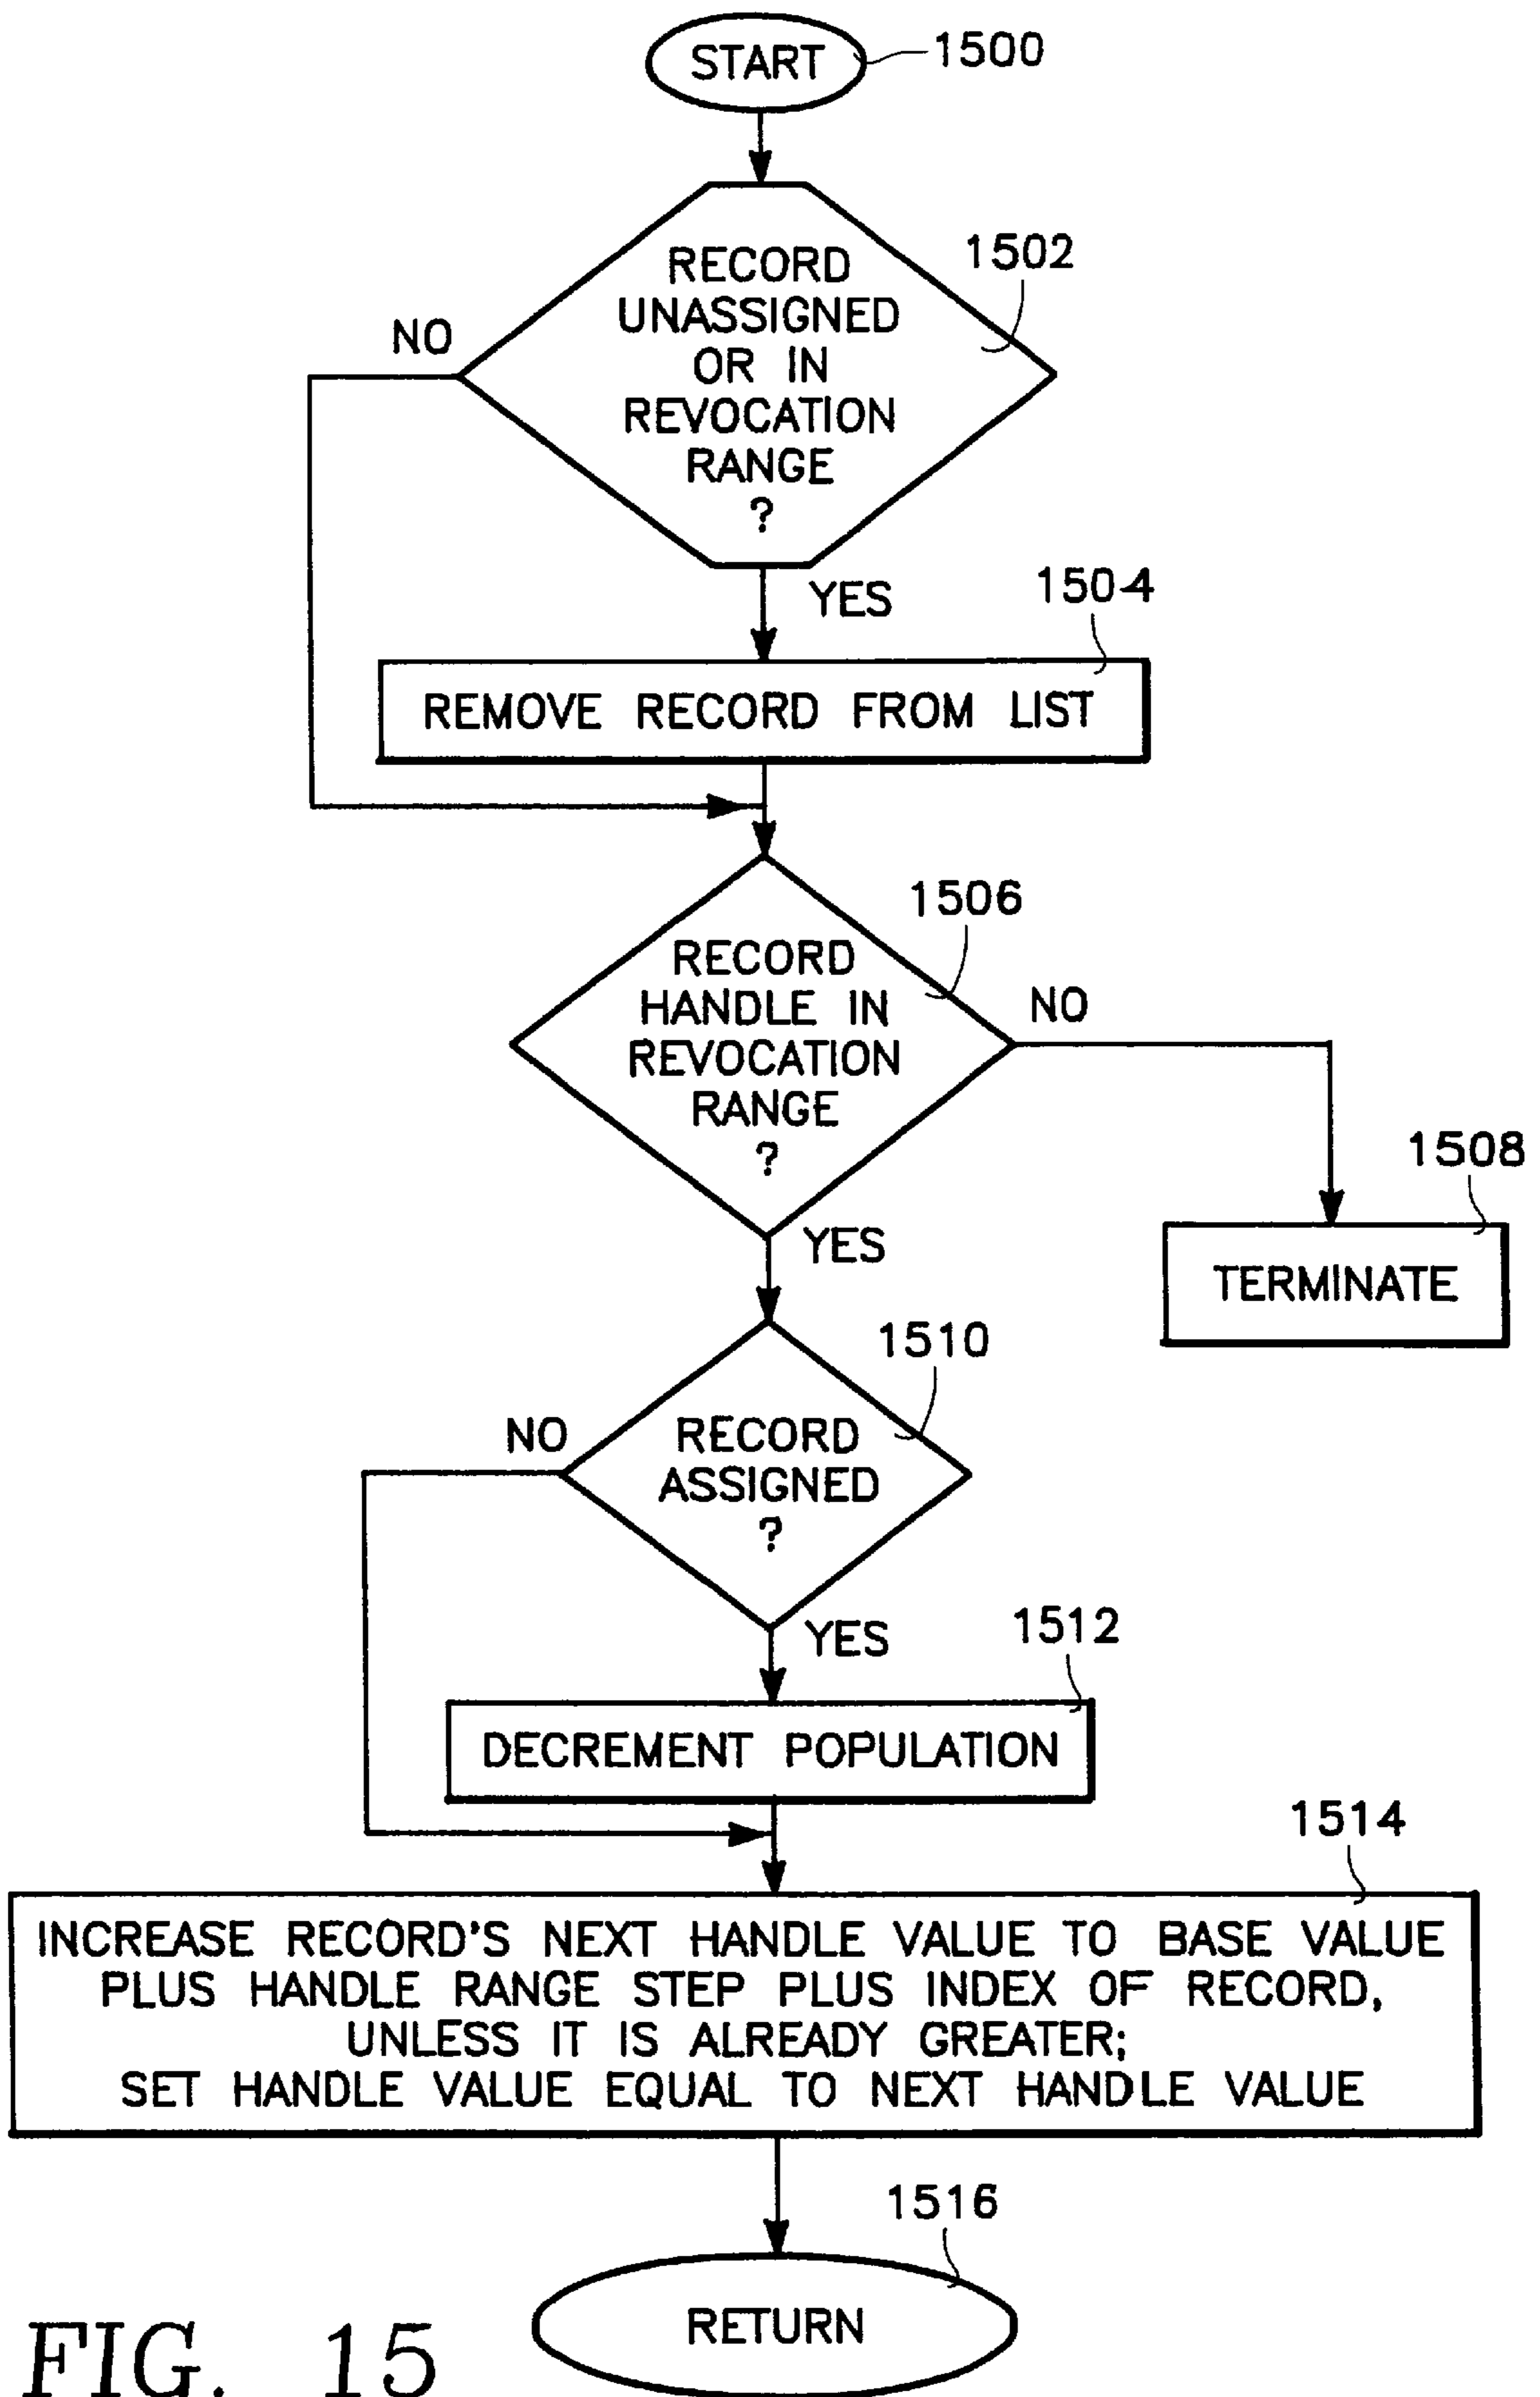 START
1500
1502
RECORD
UNASSIGNED
OR IN
REVOCATION
RANGE
?
NO
YES
1504
REMOVE RECORD FROM LIST
1506
RECORD
HANDLE IN
REVOCATION
RANGE
?
NO
1508
TERMINATE
YES
1510
RECORD
ASSIGNED
?
NO
YES
1512
DECREMENT POPULATION
1514
INCREASE RECORD'S NEXT HANDLE VALUE TO BASE VALUE
PLUS HANDLE RANGE STEP PLUS INDEX OF RECORD,
UNLESS IT IS ALREADY GREATER;
SET HANDLE VALUE EQUAL TO NEXT HANDLE VALUE
1516
RETURN
FIG. 15